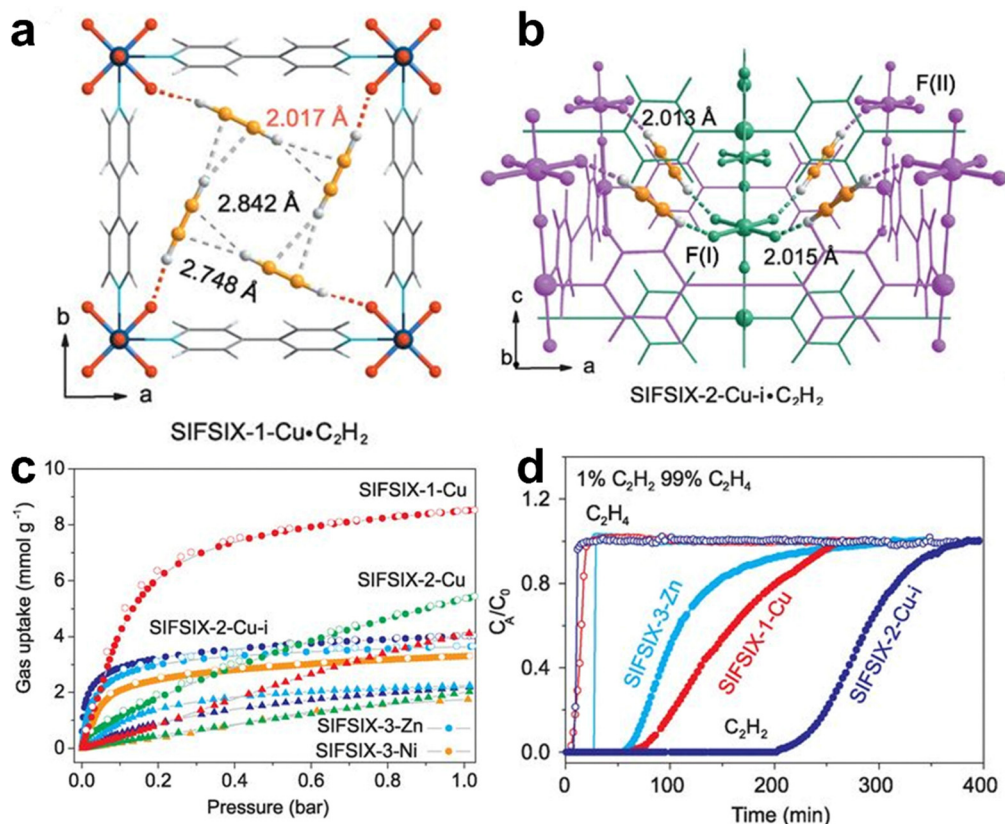 a
2.017 Å
2.842 Å
2.748 Å
b
a
SIFSIX-1-Cu•C₂H₂
b
F(II)
2.013 Å
F(I)
2.015 Å
c
b
a
SIFSIX-2-Cu-i•C₂H₂
c
Gas uptake (mmol g⁻¹)
10
8
6
4
2
0
SIFSIX-1-Cu
SIFSIX-2-Cu
SIFSIX-2-Cu-i
SIFSIX-3-Zn
SIFSIX-3-Ni
0.0 0.2 0.4 0.6 0.8 1.0
Pressure (bar)
d
C_A/C₀
1.2
0.8
0.4
0.0
1% C₂H₂ 99% C₂H₄
C₂H₄
SIFSIX-3-Zn
SIFSIX-1-Cu
SIFSIX-2-Cu-i
C₂H₂
0 100 200 300 400
Time (min)